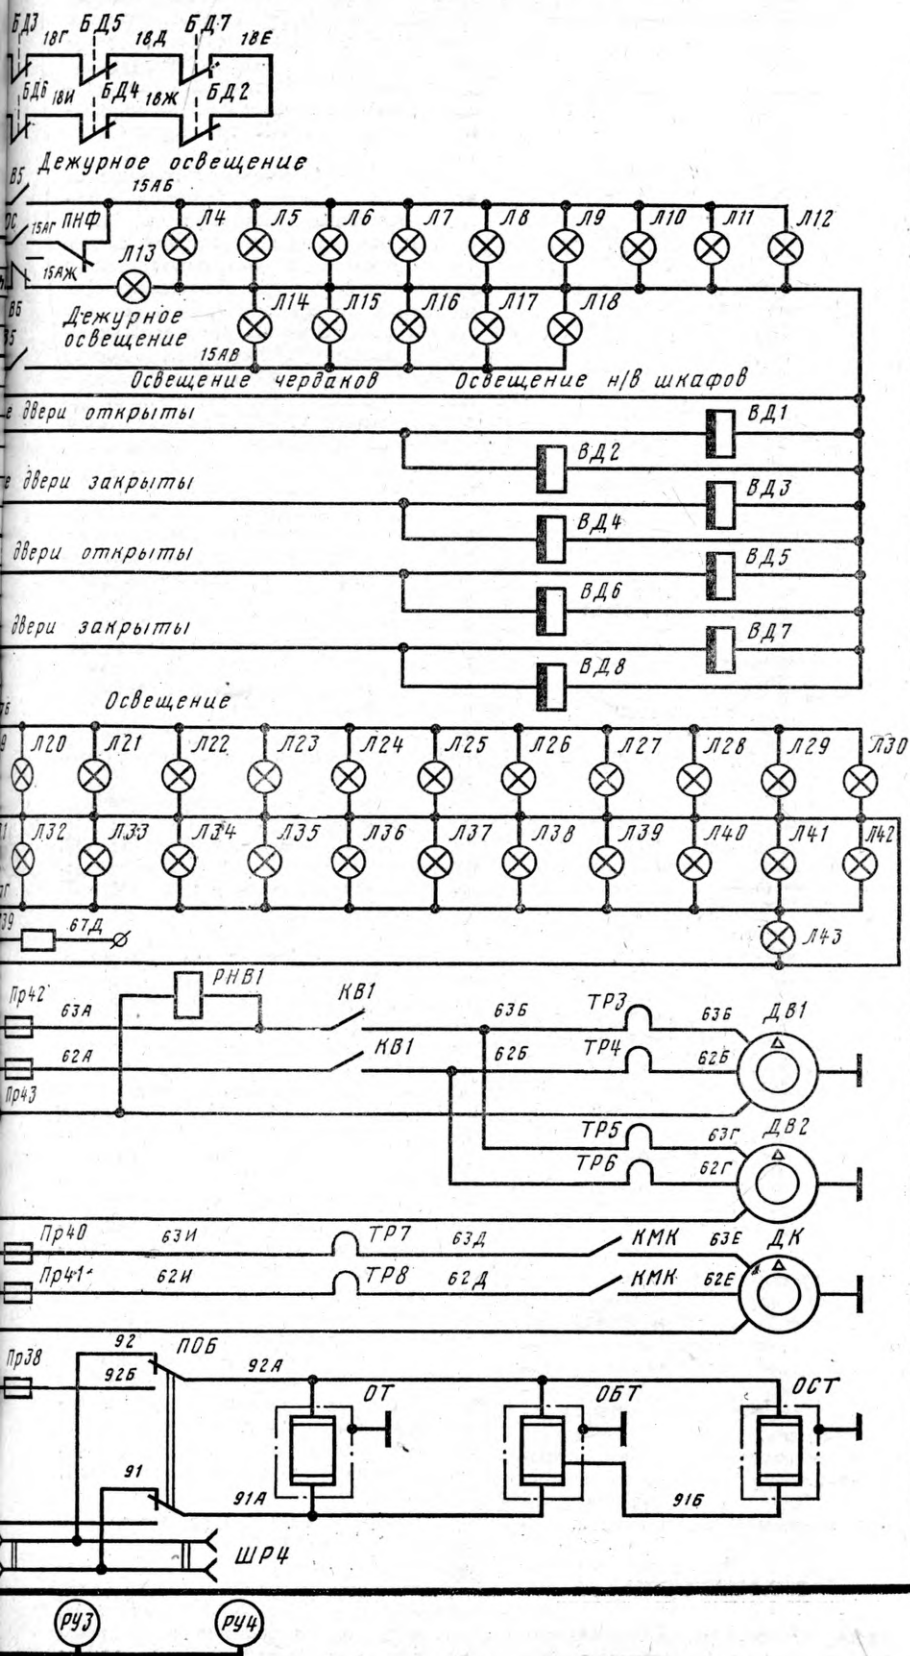 БД3 18Г БД5 18Д БД7 18Е
БД6 18И БД4 18Ж БД2
Дежурное освещение
В5 15АБ
15АГ ПНФ Л4 Л5 Л6 Л7 Л8 Л9 Л10 Л11 Л12
15АЖ Л13
В6 Дежурное Л14 Л15 Л16 Л17 Л18
освещение
15АВ
Освещение чердаков Освещение н/в шкафов
двери открыты ВД1
ВД2
двери закрыты ВД3
ВД4
двери открыты ВД5
ВД6
двери закрыты ВД7
ВД8
Освещение
Л20 Л21 Л22 Л23 Л24 Л25 Л26 Л27 Л28 Л29 Л30
Л32 Л33 Л34 Л35 Л36 Л37 Л38 Л39 Л40 Л41 Л42
67Д Л43
РНВ1
Пр42 63А КВ1 63Б ТР3 63Б ДВ1
62А КВ1 62Б ТР4 62Б
Пр43
ТР5 63Г ДВ2
ТР6 62Г
Пр40 63И ТР7 63Д КМК 63Е ДК
Пр41 62И ТР8 62Д КМК 62Е
92 ПОБ
Пр38 92Б 92А ОТ ОБТ ОСТ
91 91А 91Б
ШР4
РУ3 РУ4